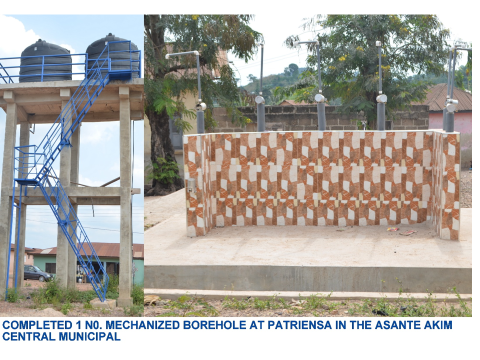 COMPLETED 1 N0. MECHANIZED BOREHOLE AT PATRIENSA IN THE ASANTE AKIM
CENTRAL MUNICIPAL